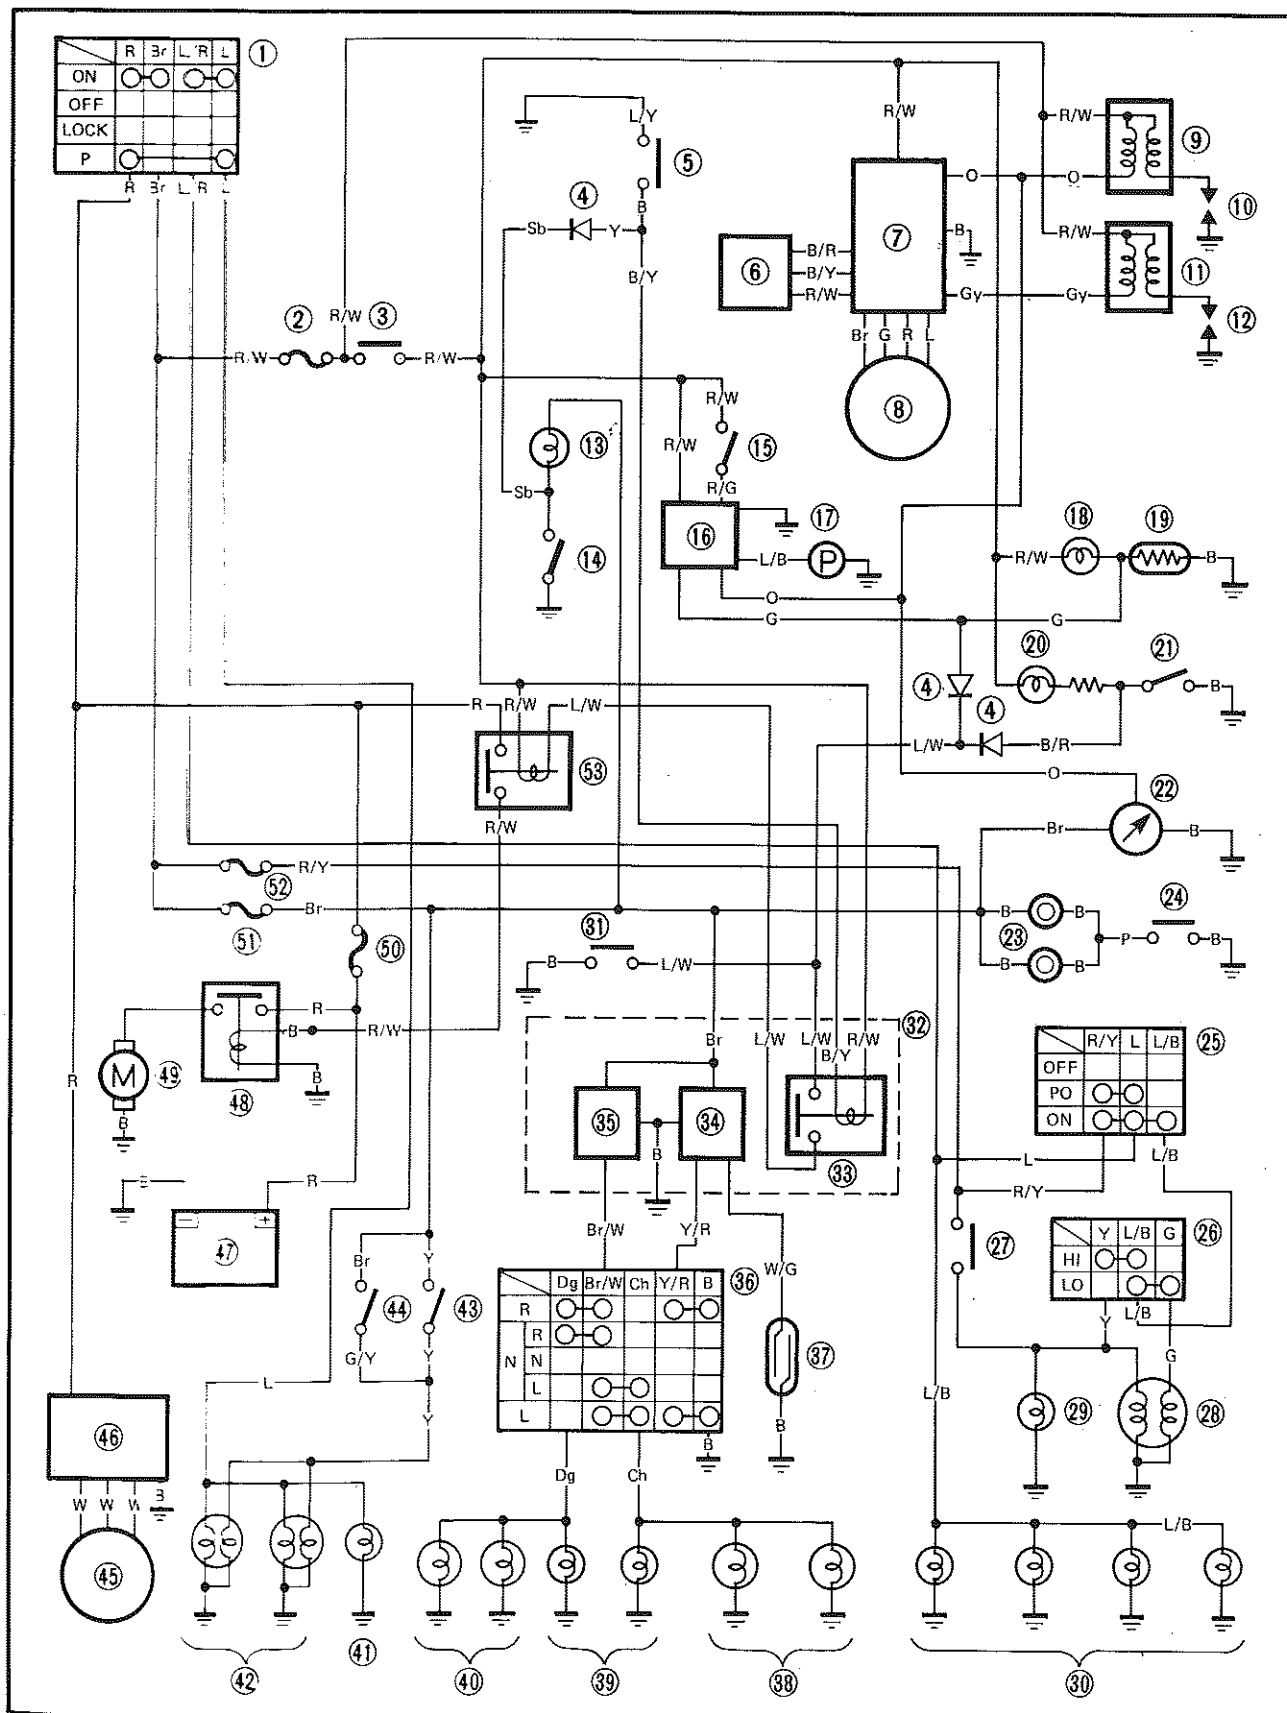 R Br L/R L ①
ON
OFF
LOCK
P
R Br L/R L
L/Y
⑤
B
④
Sb Y
B/Y
R/W
⑦
O O
R/W ⑨
⑩
B
⑥
B/R
B/Y
R/W
R/W ⑪
Gy Gy
⑫
Br G R L
⑧
② R/W ③
R/W R/W
⑬
R/W
R/W ⑮
R/G
Sb
⑭
⑯ ⑰
L/B P
⑱ ⑲
R/W B
O
G G
⑳ ㉑
④ B
④
L/W B/R
R R/W L/W
53
R/W
O ㉒
Br B
R/Y
52
Br
51 50
㉛
B L/W
B B
㉓ ㉔
P B
B B
R
B R/W
B
M 49
B
48
R
㉜
Br L/W L/W B/Y R/W
㉟ ㉞
B
㉝
R/Y L L/B ㉕
OFF
PO
ON
L L/B
R/Y
B R
− +
47
Br/W Y/R
W/G
㉗
Y L/B G ㉖
HI
LO
Y L/B
G
Br Y
44 43
G/Y Y
Dg Br/W Ch Y/R B 36
R
R
N N
L
L
B
37
B
L
Y
L/B
29 28
46
W W W B
45
Dg Ch
L/B
42 41 40 39 38 30